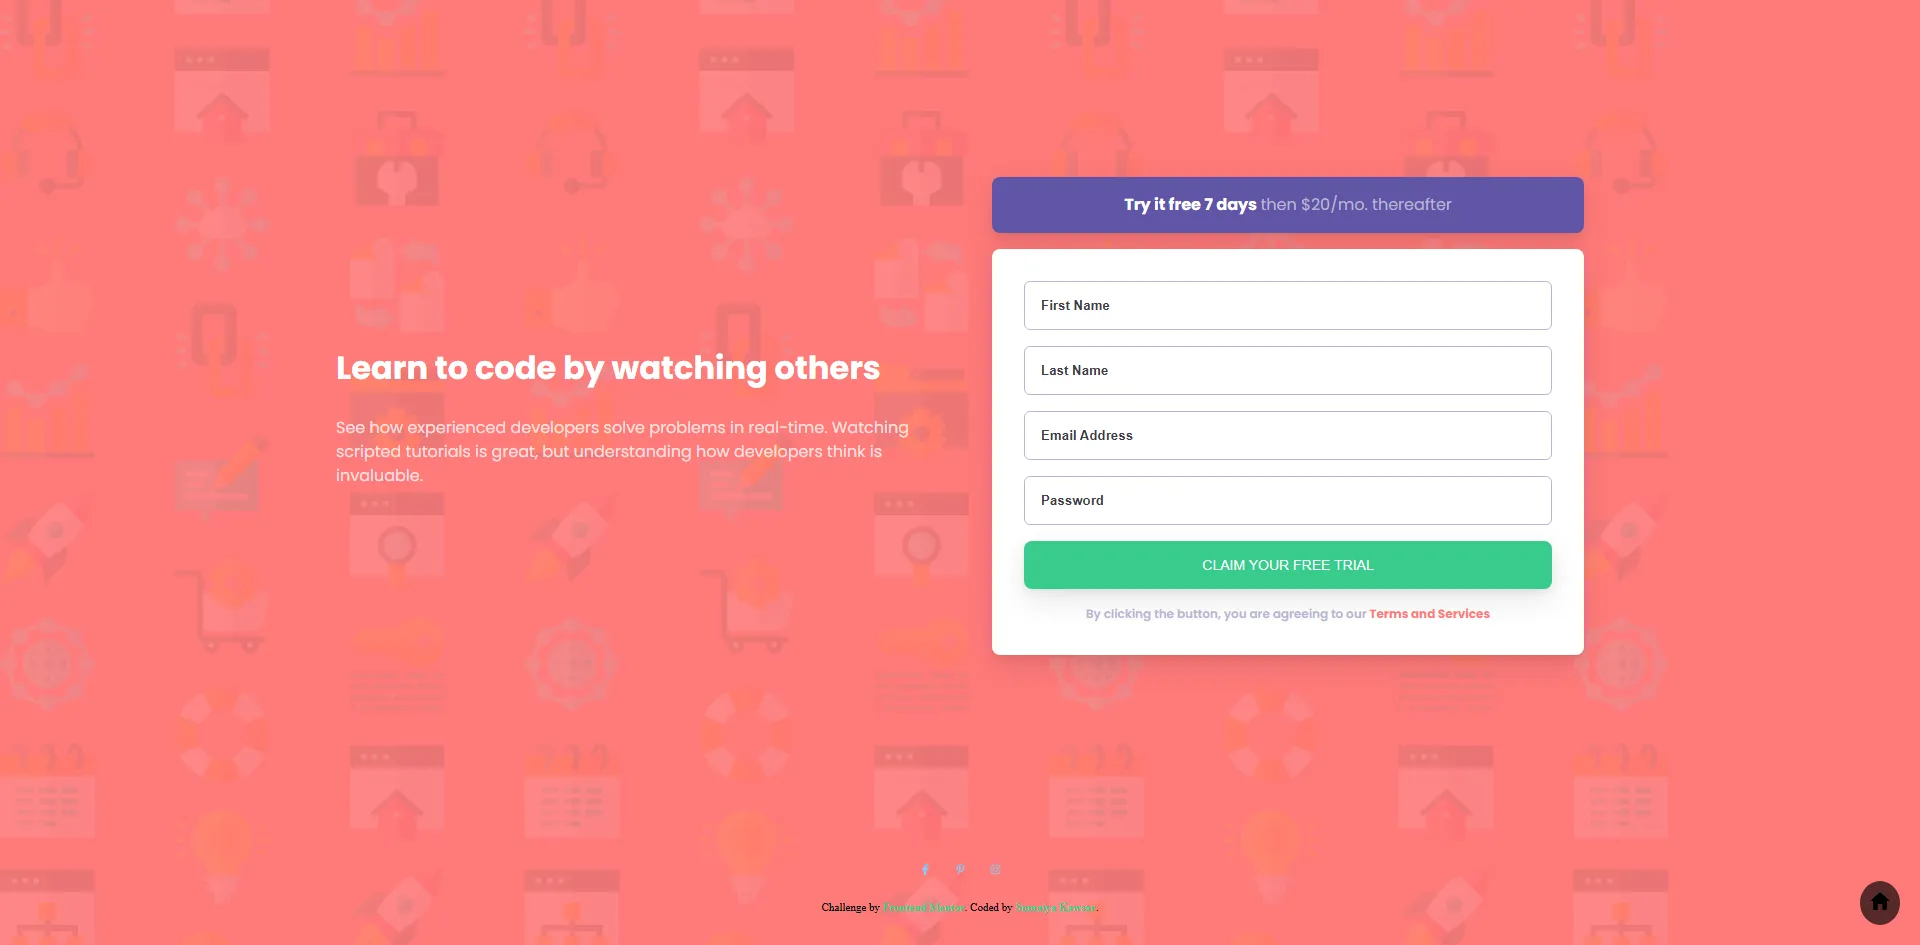 Try it free 7 days then $20/mo. thereafter
Learn to code by watching others
See how experienced developers solve problems in real-time. Watching
scripted tutorials is great, but understanding how developers think is
invaluable.
First Name
Last Name
Email Address
Password
CLAIM YOUR FREE TRIAL
By clicking the button, you are agreeing to our Terms and Services
Challenge by Frontend Mentor. Coded by